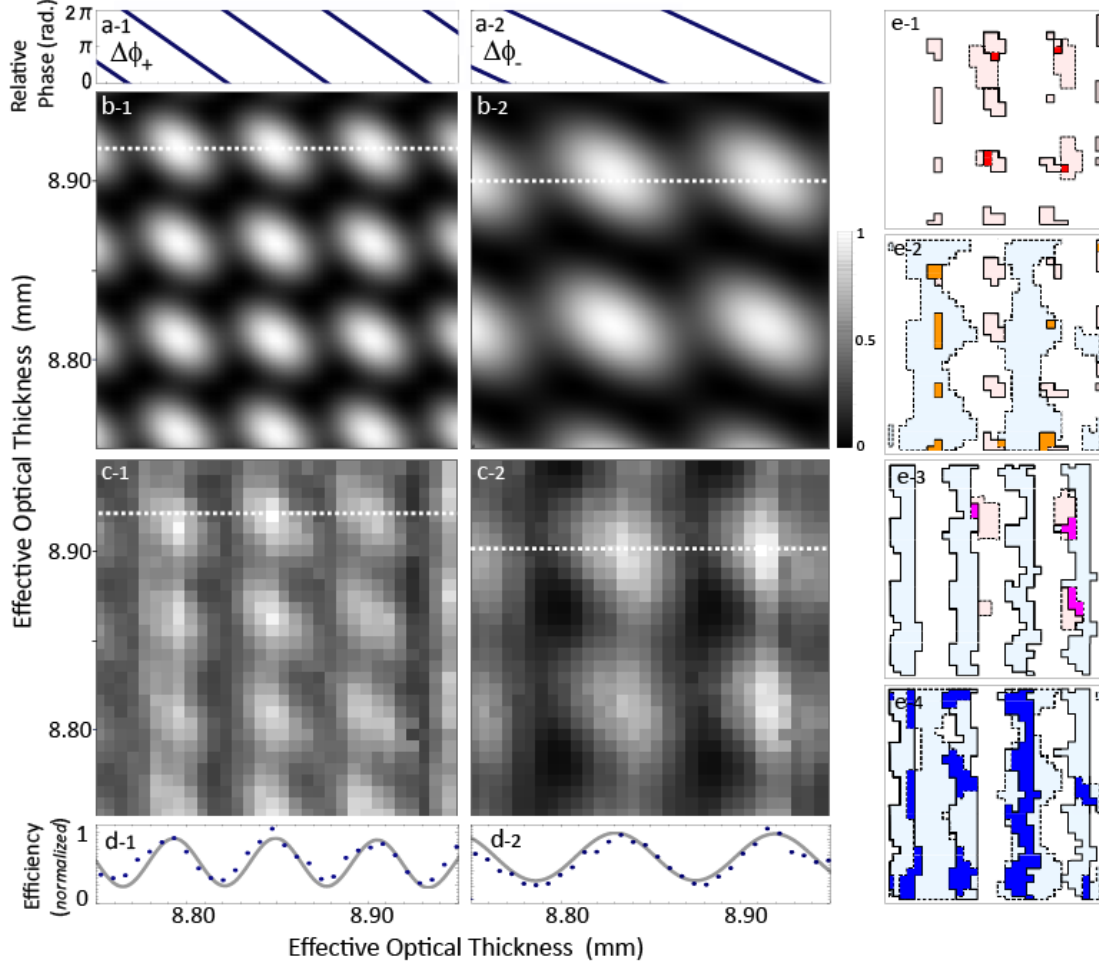 Relative
Phase (rad.)
2 π
π
0
a-1
Δϕ+
a-2
Δϕ-
b-1
b-2
8.90
8.80
Effective Optical Thickness (mm)
1
0.5
0
c-1
c-2
8.90
8.80
Efficiency
(normalized)
1
0
d-1
d-2
8.80
8.90
8.80
8.90
Effective Optical Thickness (mm)
e-1
e-2
e-3
e-4